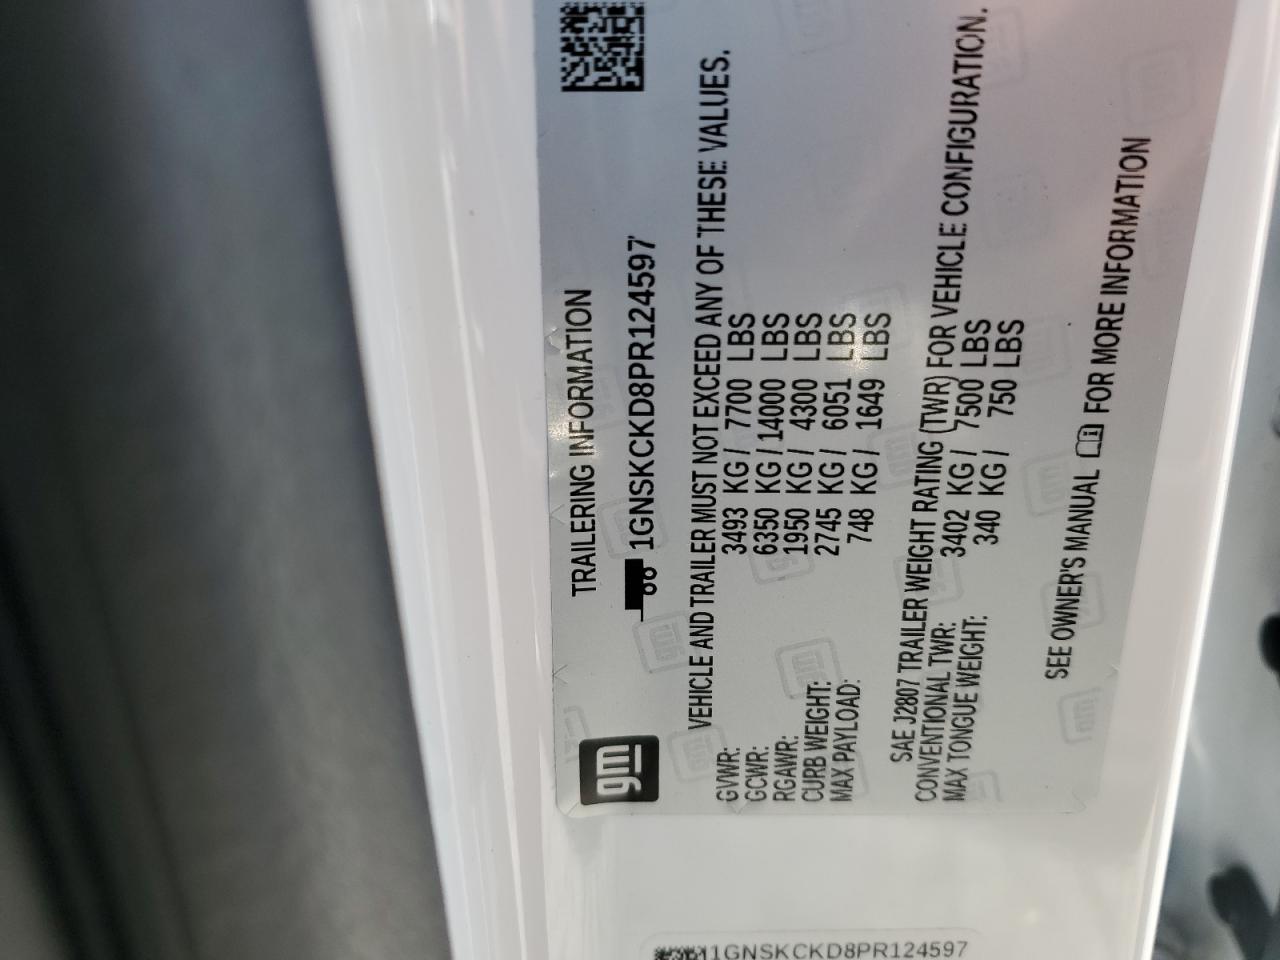 gm
TRAILERING INFORMATION
1GNSKCKD8PR124597
VEHICLE AND TRAILER MUST NOT EXCEED ANY OF THESE VALUES.
GVWR: 3493 KG / 7700 LBS
GCWR: 6350 KG / 14000 LBS
RGAWR: 1950 KG / 4300 LBS
CURB WEIGHT: 2745 KG / 6051 LBS
MAX PAYLOAD: 748 KG / 1649 LBS
SAE J2807 TRAILER WEIGHT RATING (TWR) FOR VEHICLE CONFIGURATION.
CONVENTIONAL TWR: 3402 KG / 7500 LBS
MAX TONGUE WEIGHT: 340 KG / 750 LBS
SEE OWNER'S MANUAL FOR MORE INFORMATION
1GNSKCKD8PR124597